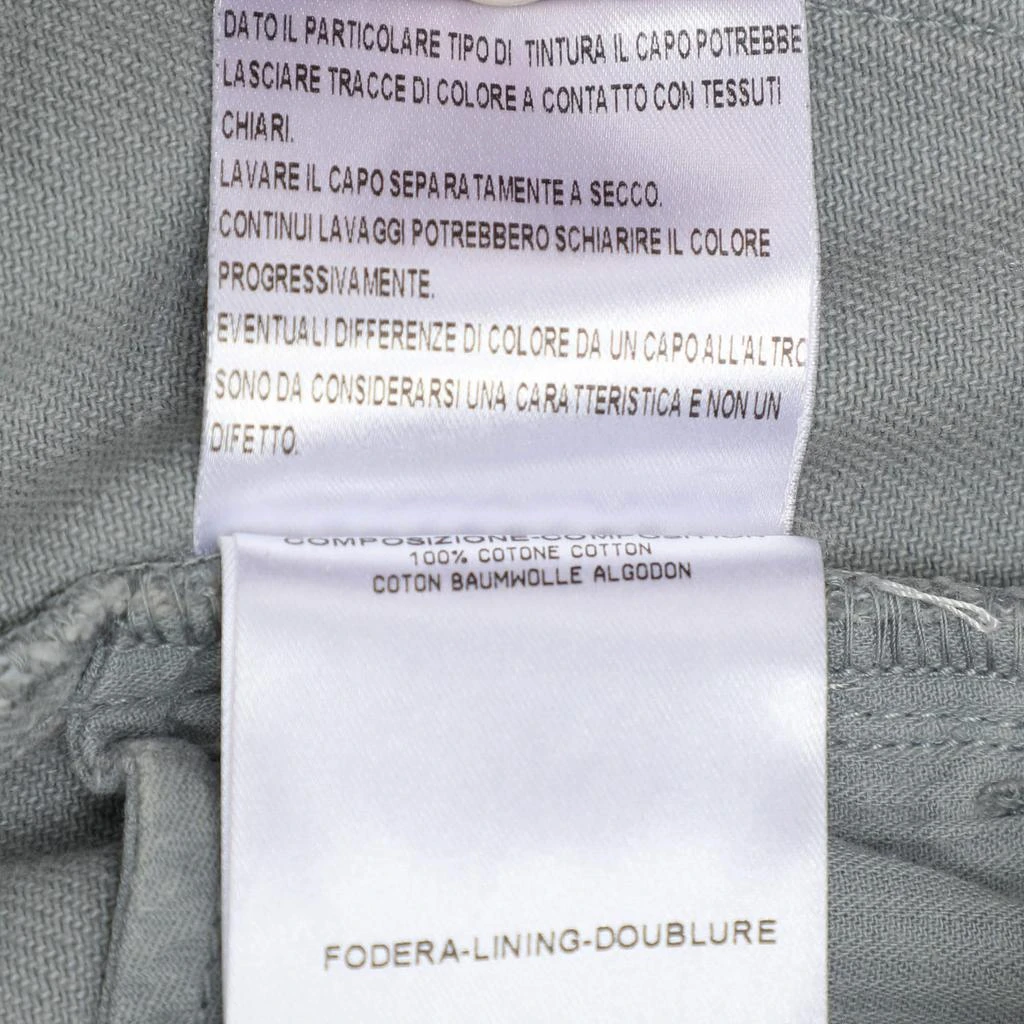 DATO IL PARTICOLARE TIPO DI TINTURA IL CAPO POTREBBE
LASCIARE TRACCE DI COLORE A CONTATTO CON TESSUTI
CHIARI.
LAVARE IL CAPO SEPARATAMENTE A SECCO.
CONTINUI LAVAGGI POTREBBERO SCHIARIRE IL COLORE
PROGRESSIVAMENTE.
EVENTUALI DIFFERENZE DI COLORE DA UN CAPO ALL'ALTRO
SONO DA CONSIDERARSI UNA CARATTERISTICA E NON UN
DIFETTO.
COMPOSIZIONE-COMPOSITION
100% COTONE COTTON
COTON BAUMWOLLE ALGODON
FODERA-LINING-DOUBLURE